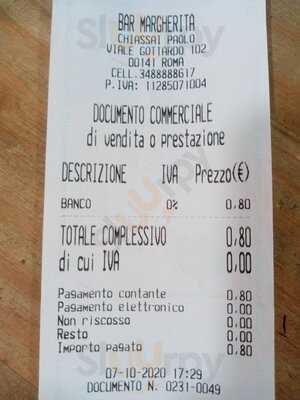 BAR MARGHERITA
CHIASSAI PAOLO
VIALE GOTTARDO 102
00141 ROMA
CELL.3488888617
P.IVA: 11285071004
DOCUMENTO COMMERCIALE
di vendita o prestazione
DESCRIZIONE IVA Prezzo(€)
BANCO 0% 0,80
TOTALE COMPLESSIVO 0,80
di cui IVA 0,00
Pagamento contante 0,80
Pagamento elettronico 0,00
Non riscosso 0,00
Resto 0,00
Importo pagato 0,80
07-10-2020 17:29
DOCUMENTO N. 0231-0049